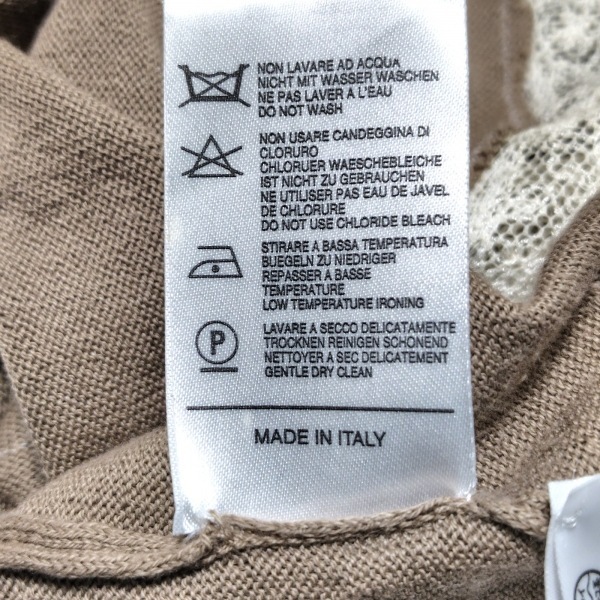 NON LAVARE AD ACQUA
NICHT MIT WASSER WASCHEN
NE PAS LAVER A L'EAU
DO NOT WASH
NON USARE CANDEGGINA DI
CLORURO
CHLORUER WAESCHEBLEICHE
IST NICHT ZU GEBRAUCHEN
NE UTILISER PAS EAU DE JAVEL
DE CHLORURE
DO NOT USE CHLORIDE BLEACH
STIRARE A BASSA TEMPERATURA
BUEGELN ZU NIEDRIGER
REPASSER A BASSE
TEMPERATURE
LOW TEMPERATURE IRONING
P
LAVARE A SECCO DELICATAMENTE
TROCKNEN REINIGEN SCHONEND
NETTOYER A SEC DELICATEMENT
GENTLE DRY CLEAN
MADE IN ITALY